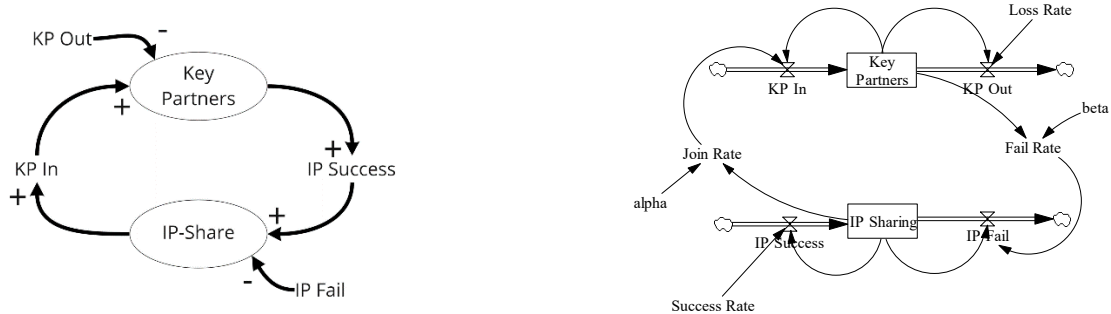 KP Out
-
Key
Partners
+
+
KP In
IP Success
+
+
IP-Share
-
IP Fail
Loss Rate
Key
Partners
KP In
KP Out
beta
Join Rate
Fail Rate
alpha
IP Sharing
IP Success
IP Fail
Success Rate